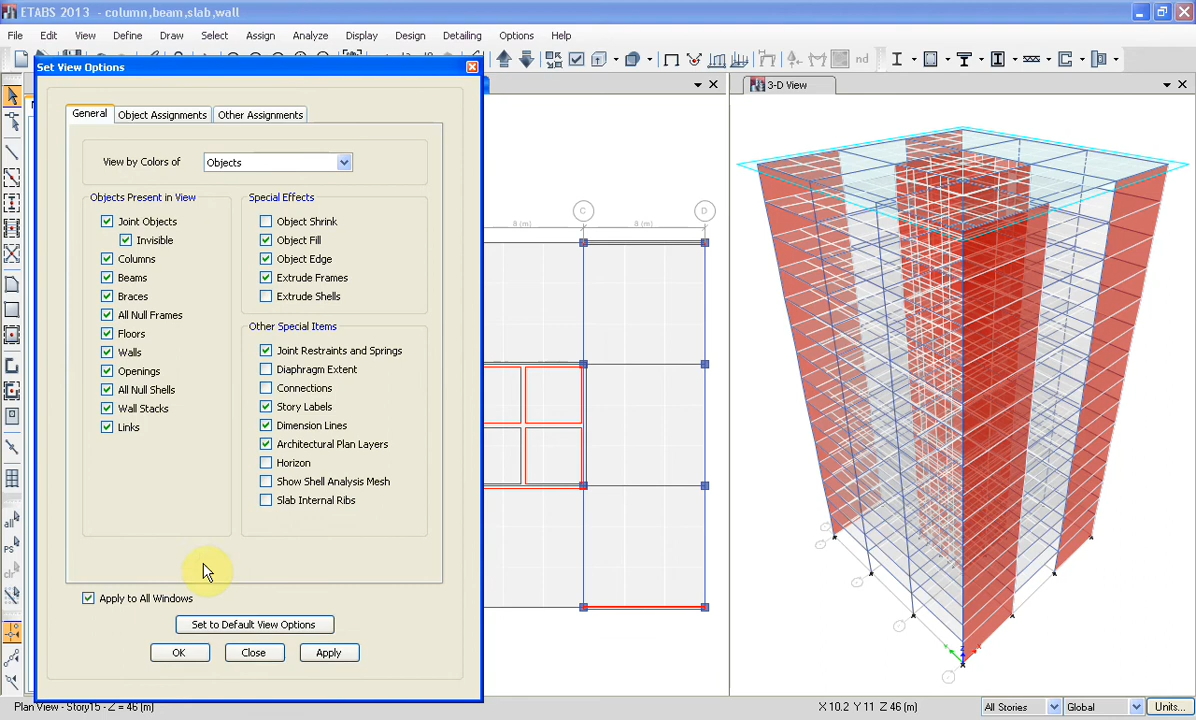 ETABS 2013 - column,beam,slab,wall
File Edit View Define Draw Select Assign Analyze Display Design Detailing Options Help
nd
Set View Options
3-D View
General Object Assignments Other Assignments
View by Colors of Objects
Objects Present in View
Joint Objects
Invisible
Columns
Beams
Braces
All Null Frames
Floors
Walls
Openings
All Null Shells
Wall Stacks
Links
Special Effects
Object Shrink
Object Fill
Object Edge
Extrude Frames
Extrude Shells
Other Special Items
Joint Restraints and Springs
Diaphragm Extent
Connections
Story Labels
Dimension Lines
Architectural Plan Layers
Horizon
Show Shell Analysis Mesh
Slab Internal Ribs
Apply to All Windows
Set to Default View Options
OK Close Apply
C D
8 (m) 8 (m)
all
PS
clr
Plan View - Story15 - Z = 46 (m)
X 10.2 Y 11 Z 46 (m)
All Stories Global Units...